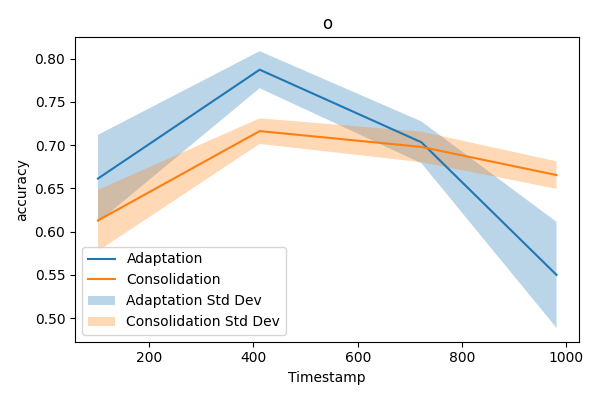 o
accuracy
0.80
0.75
0.70
0.65
0.60
0.55
0.50
Adaptation
Consolidation
Adaptation Std Dev
Consolidation Std Dev
200
400
600
800
1000
Timestamp